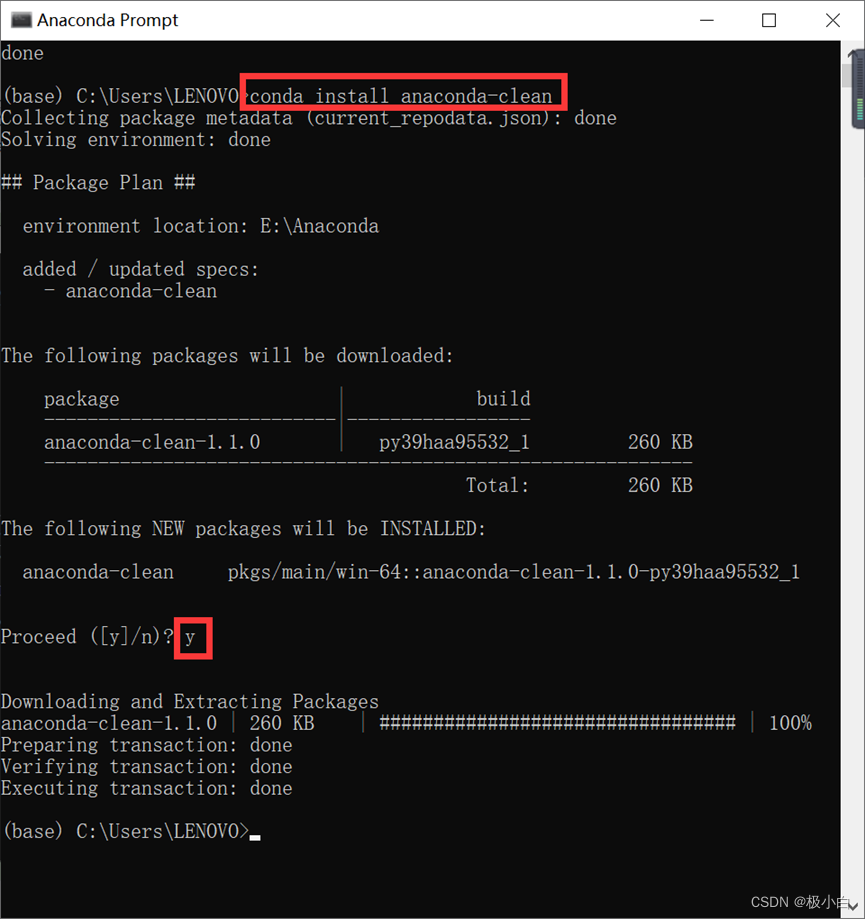 Anaconda Prompt
done
(base) C:\Users\LENOVO>conda install anaconda-clean
Collecting package metadata (current_repodata.json): done
Solving environment: done
## Package Plan ##
environment location: E:\Anaconda
added / updated specs:
- anaconda-clean
The following packages will be downloaded:
package | build
---------------------------|-----------------
anaconda-clean-1.1.0 | py39haa95532_1 260 KB
------------------------------------------------------------
Total: 260 KB
The following NEW packages will be INSTALLED:
anaconda-clean pkgs/main/win-64::anaconda-clean-1.1.0-py39haa95532_1
Proceed ([y]/n)? y
Downloading and Extracting Packages
anaconda-clean-1.1.0 | 260 KB | ################################# | 100%
Preparing transaction: done
Verifying transaction: done
Executing transaction: done
(base) C:\Users\LENOVO>
CSDN @极小白